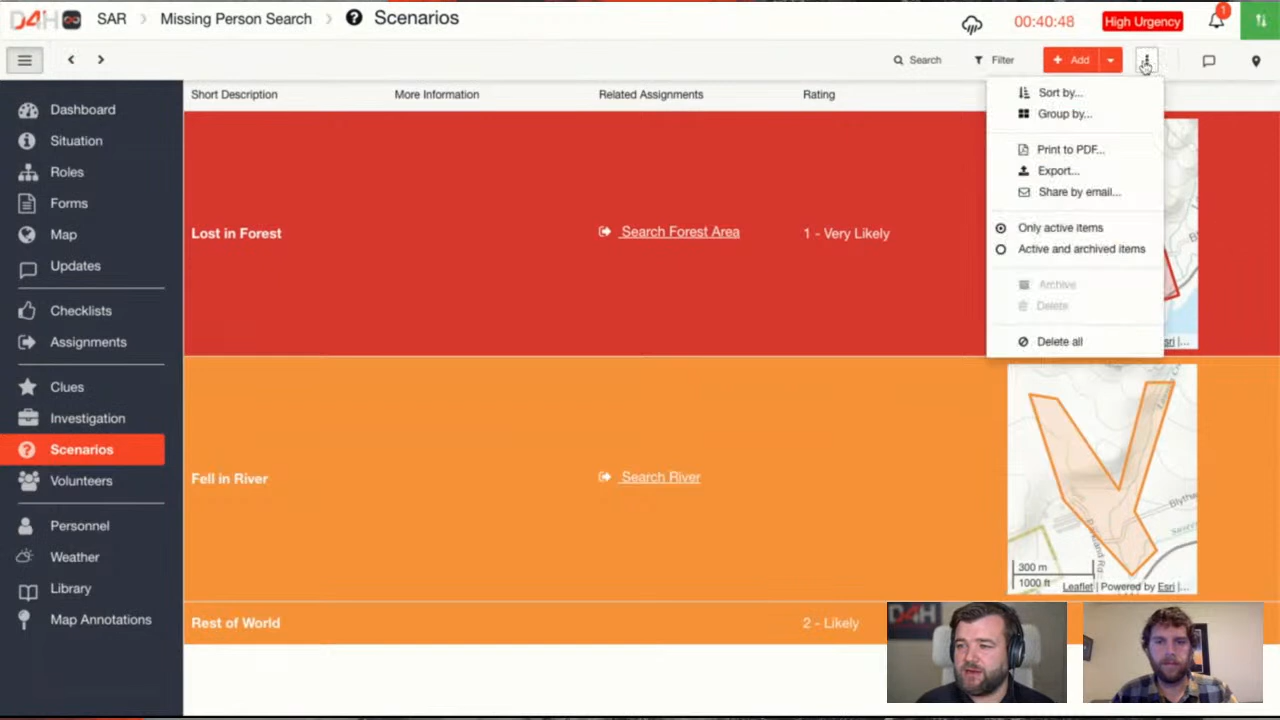 D4H SAR Missing Person Search Scenarios 00:40:48 High Urgency 1
Search Filter Add
Short Description More Information Related Assignments Rating
Dashboard
Situation
Roles
Forms
Map
Updates
Checklists
Assignments
Clues
Investigation
Scenarios
Volunteers
Personnel
Weather
Library
Map Annotations
Sort by...
Group by...
Print to PDF...
Export...
Share by email...
Only active items
Active and archived items
Archive
Delete
Delete all
Lost in Forest Search Forest Area 1 - Very Likely
Esri |...
Fell in River Search River
300 m
1000 ft
Leaflet | Powered by Esri |...
Rest of World 2 - Likely
D4H